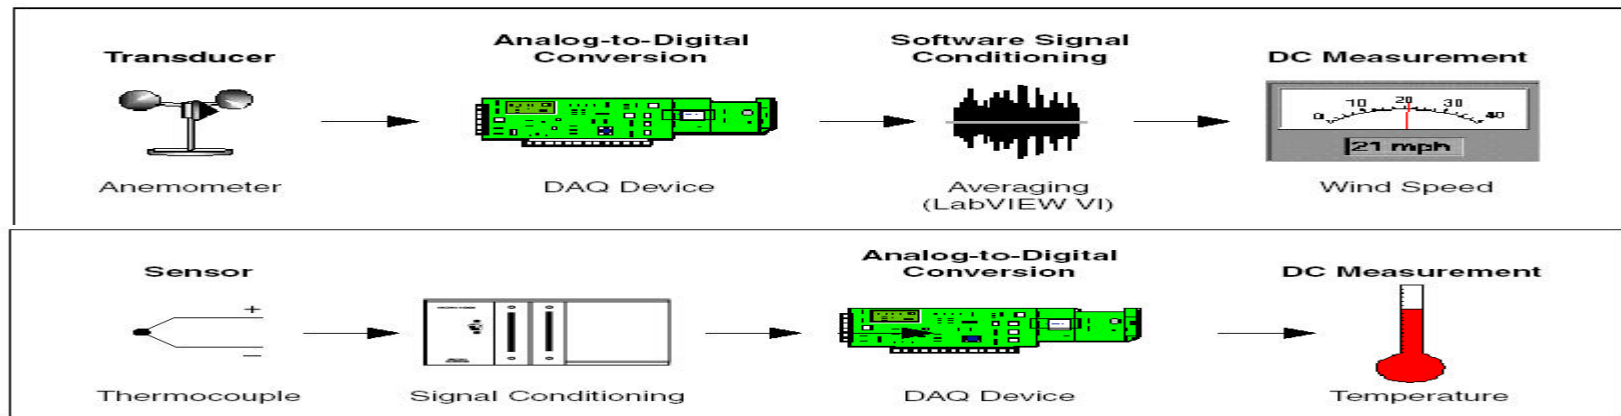 Transducer
Analog-to-Digital
Conversion
Software Signal
Conditioning
DC Measurement
0 10 20 30 40
21 mph
Anemometer
DAQ Device
Averaging
(LabVIEW VI)
Wind Speed
Sensor
Analog-to-Digital
Conversion
DC Measurement
+
–
Thermocouple
Signal Conditioning
DAQ Device
Temperature